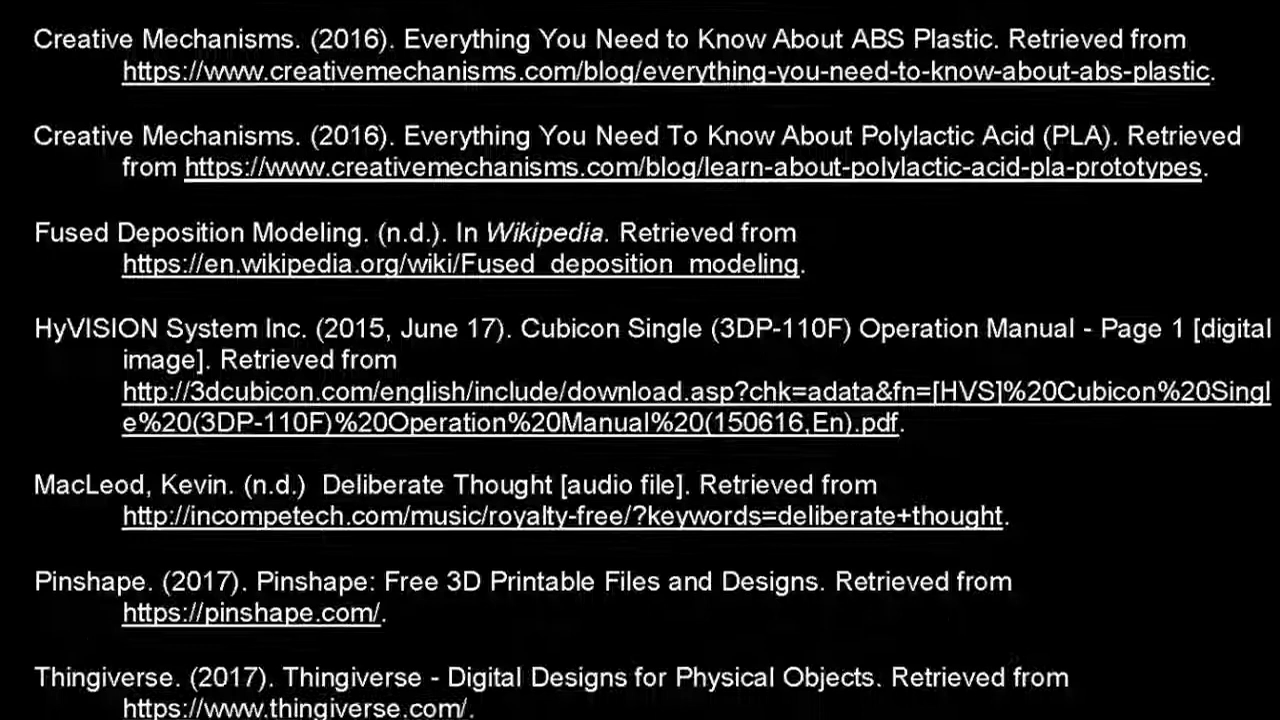 Creative Mechanisms. (2016). Everything You Need to Know About ABS Plastic. Retrieved from
https://www.creativemechanisms.com/blog/everything-you-need-to-know-about-abs-plastic.
Creative Mechanisms. (2016). Everything You Need To Know About Polylactic Acid (PLA). Retrieved
from https://www.creativemechanisms.com/blog/learn-about-polylactic-acid-pla-prototypes.
Fused Deposition Modeling. (n.d.). In Wikipedia. Retrieved from
https://en.wikipedia.org/wiki/Fused_deposition_modeling.
HyVISION System Inc. (2015, June 17). Cubicon Single (3DP-110F) Operation Manual - Page 1 [digital
image]. Retrieved from
http://3dcubicon.com/english/include/download.asp?chk=adata&fn=[HVS]%20Cubicon%20Singl
e%20(3DP-110F)%20Operation%20Manual%20(150616,En).pdf.
MacLeod, Kevin. (n.d.)  Deliberate Thought [audio file]. Retrieved from
http://incompetech.com/music/royalty-free/?keywords=deliberate+thought.
Pinshape. (2017). Pinshape: Free 3D Printable Files and Designs. Retrieved from
https://pinshape.com/.
Thingiverse. (2017). Thingiverse - Digital Designs for Physical Objects. Retrieved from
https://www.thingiverse.com/.